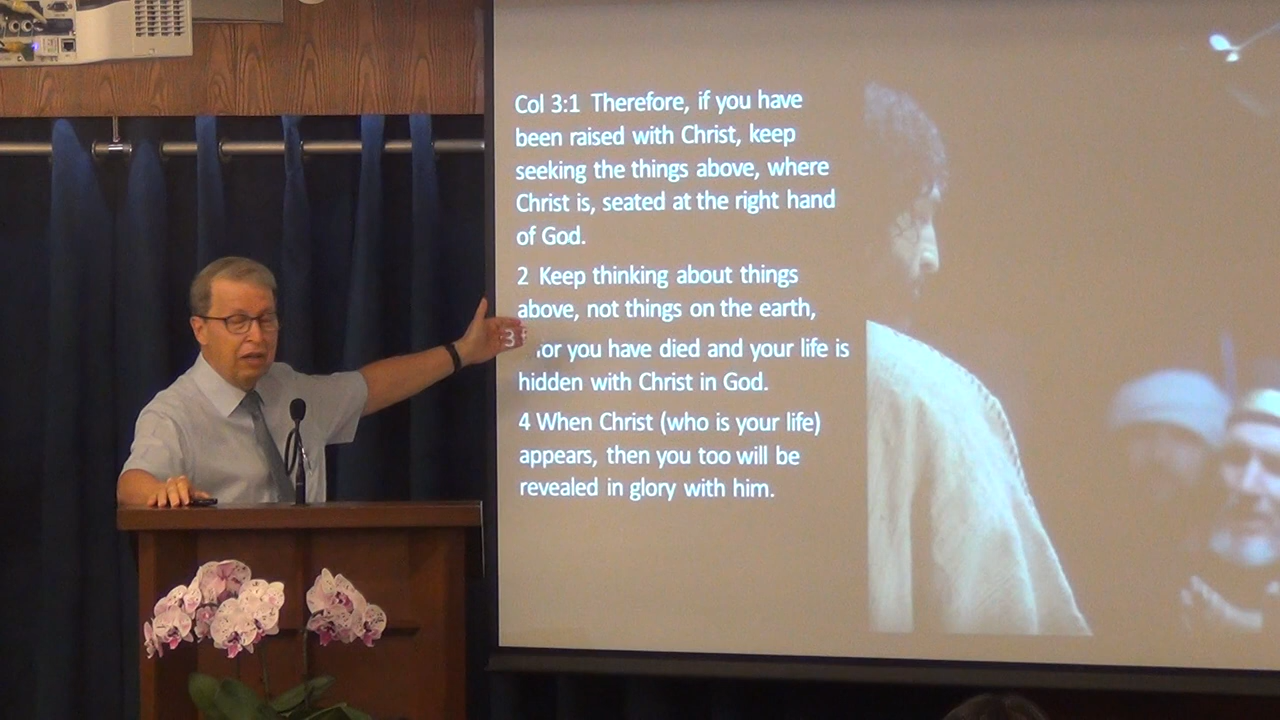 Col 3:1 Therefore, if you have
been raised with Christ, keep
seeking the things above, where
Christ is, seated at the right hand
of God.
2 Keep thinking about things
above, not things on the earth,
3 for you have died and your life is
hidden with Christ in God.
4 When Christ (who is your life)
appears, then you too will be
revealed in glory with him.